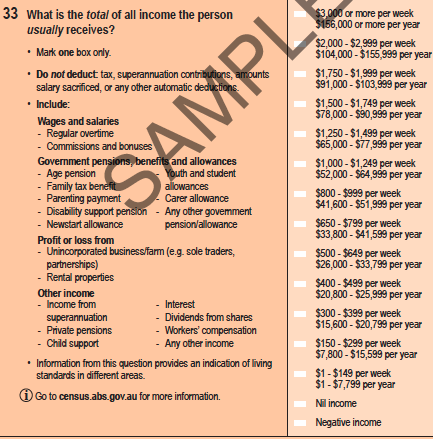 33 What is the total of all income the person
usually receives?
• Mark one box only.
• Do not deduct: tax, superannuation contributions, amounts
salary sacrificed, or any other automatic deductions.
• Include:
Wages and salaries
- Regular overtime
- Commissions and bonuses
Government pensions, benefits and allowances
- Age pension
- Family tax benefit
- Parenting payment
- Disability support pension
- Newstart allowance
- Youth and student
allowances
- Carer allowance
- Any other government
pension/allowance
Profit or loss from
- Unincorporated business/farm (e.g. sole traders,
partnerships)
- Rental properties
Other income
- Income from
superannuation
- Private pensions
- Child support
- Interest
- Dividends from shares
- Workers' compensation
- Any other income
• Information from this question provides an indication of living
standards in different areas.
i Go to census.abs.gov.au for more information.
$3,000 or more per week
$156,000 or more per year
$2,000 - $2,999 per week
$104,000 - $155,999 per year
$1,750 - $1,999 per week
$91,000 - $103,999 per year
$1,500 - $1,749 per week
$78,000 - $90,999 per year
$1,250 - $1,499 per week
$65,000 - $77,999 per year
$1,000 - $1,249 per week
$52,000 - $64,999 per year
$800 - $999 per week
$41,600 - $51,999 per year
$650 - $799 per week
$33,800 - $41,599 per year
$500 - $649 per week
$26,000 - $33,799 per year
$400 - $499 per week
$20,800 - $25,999 per year
$300 - $399 per week
$15,600 - $20,799 per year
$150 - $299 per week
$7,800 - $15,599 per year
$1 - $149 per week
$1 - $7,799 per year
Nil income
Negative income
SAMPLE